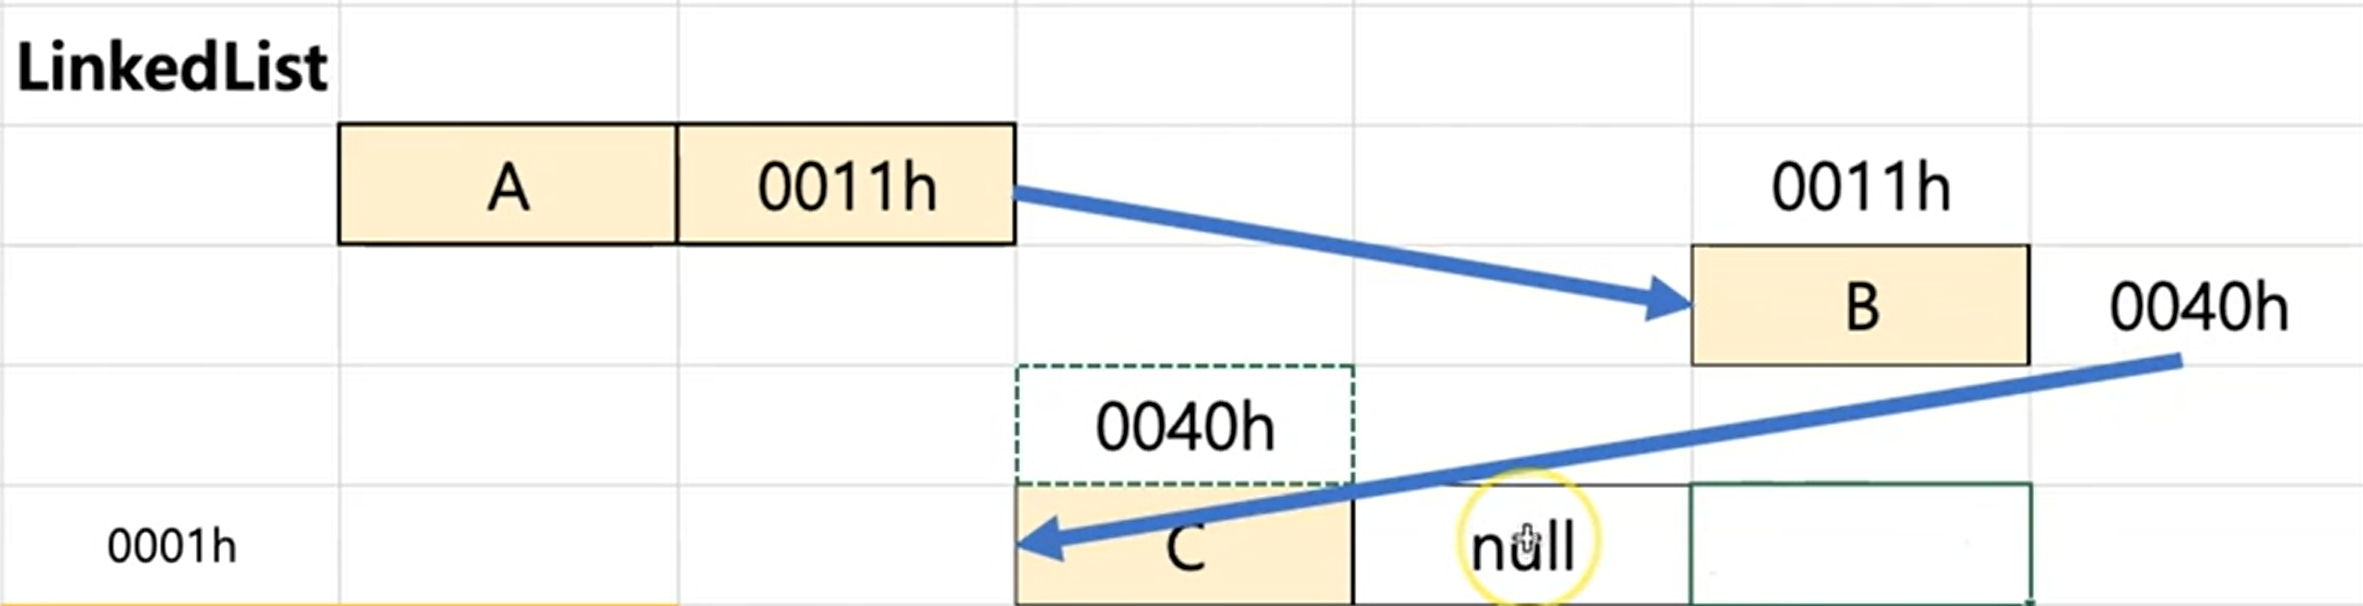 LinkedList
A 0011h 0011h
B 0040h
0040h
0001h C null